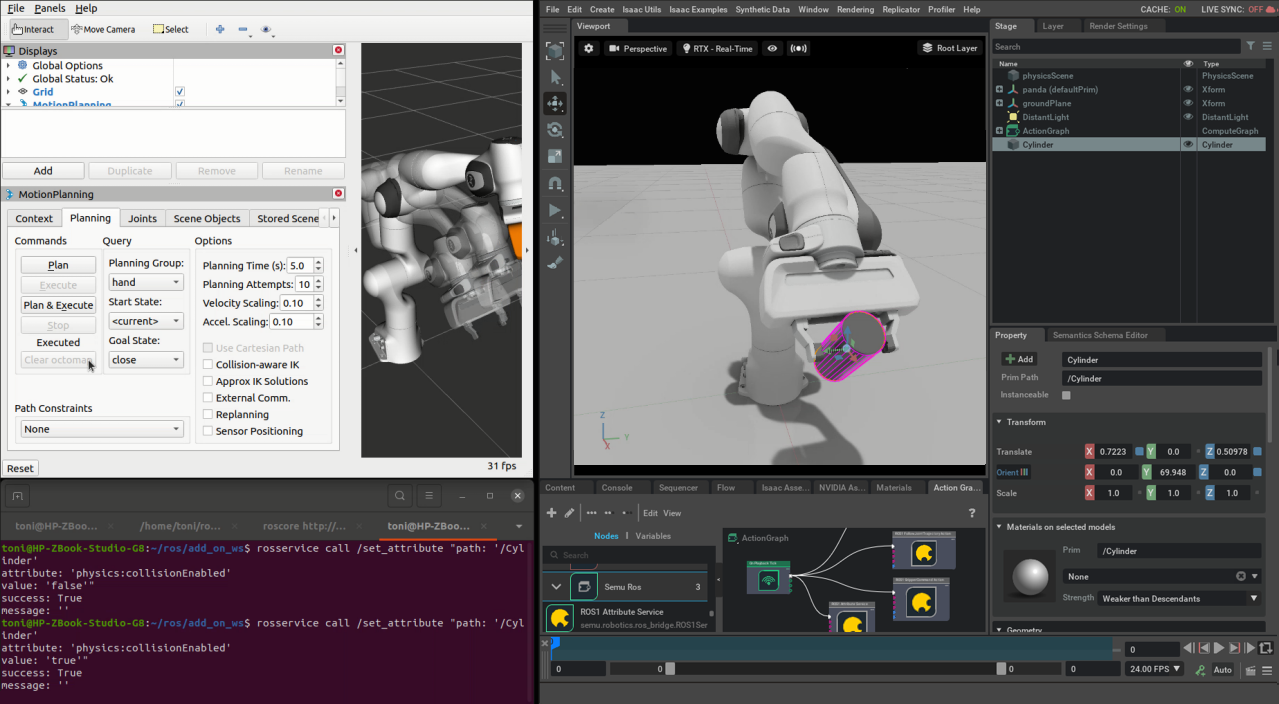 File Panels Help
Interact Move Camera Select
Displays
Global Options
Global Status: Ok
Grid
MotionPlanning
Add Duplicate Remove Rename
MotionPlanning
Context Planning Joints Scene Objects Stored Scene
Commands Query Options
Plan
Execute
Plan & Execute
Stop
Executed
Clear octomap
Planning Group:
hand
Start State:
<current>
Goal State:
close
Planning Time (s): 5.0
Planning Attempts: 10
Velocity Scaling: 0.10
Accel. Scaling: 0.10
Use Cartesian Path
Collision-aware IK
Approx IK Solutions
External Comm.
Replanning
Sensor Positioning
Path Constraints
None
Reset
31 fps
toni@HP-ZBoo... /home/toni/ro... roscore http://... toni@HP-ZBoo...
toni@HP-ZBook-Studio-G8:~/ros/add_on_ws$ rosservice call /set_attribute "path: '/Cyl
inder'
attribute: 'physics:collisionEnabled'
value: 'false'"
success: True
message: ''
toni@HP-ZBook-Studio-G8:~/ros/add_on_ws$ rosservice call /set_attribute "path: '/Cyl
inder'
attribute: 'physics:collisionEnabled'
value: 'true'"
success: True
message: ''
File Edit Create Isaac Utils Isaac Examples Synthetic Data Window Rendering Replicator Profiler Help CACHE: ON LIVE SYNC: OFF
Viewport
Perspective RTX - Real-Time Root Layer
Z
Y
X
Stage Layer Render Settings
Search
Name Type
physicsScene PhysicsScene
panda (defaultPrim) Xform
groundPlane Xform
DistantLight DistantLight
ActionGraph ComputeGraph
Cylinder Cylinder
Property Semantics Schema Editor
Add Cylinder
Prim Path /Cylinder
Instanceable
Transform
Translate X 0.7223 Y 0.0 Z 0.50978
Orient X 0.0 Y 69.948 Z 0.0
Scale X 1.0 Y 1.0 Z 1.0
Materials on selected models
Prim /Cylinder
None
Strength Weaker than Descendants
Geometry
Content Console Sequencer Flow Isaac Asse... NVIDIA As... Materials Action Gra...
Edit View ?
Nodes Variables
Search
Semu Ros 3
ROS1 Attribute Service
semu.robotics.ros_bridge.ROS1Ser
ActionGraph
0
0 0 0 0 24.00 FPS Auto